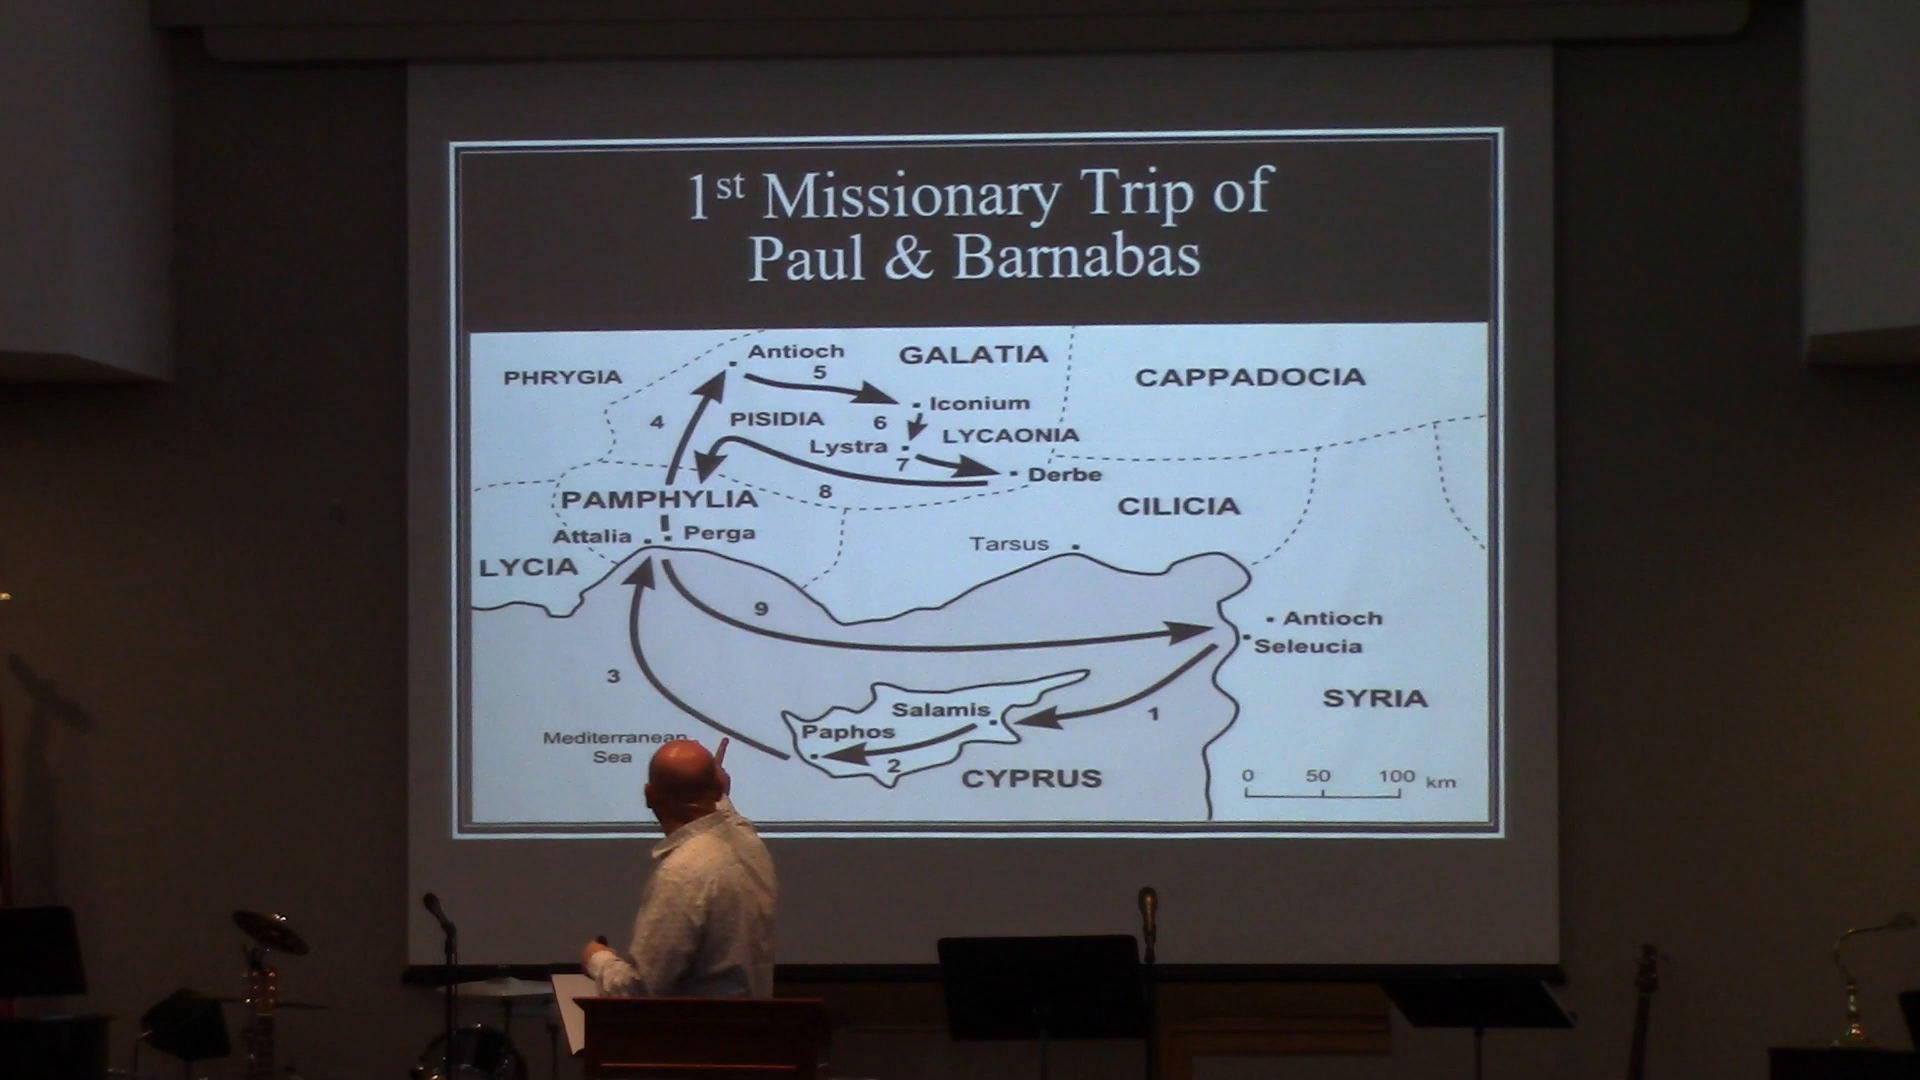 1st Missionary Trip of
Paul & Barnabas
Antioch
GALATIA
PHRYGIA
5
CAPPADOCIA
Iconium
4
PISIDIA
6
LYCAONIA
Lystra
7
Derbe
8
PAMPHYLIA
CILICIA
Attalia
Perga
Tarsus
LYCIA
9
Antioch
Seleucia
3
SYRIA
Salamis
1
Paphos
Mediterranean
Sea
2
CYPRUS
0 50 100 km